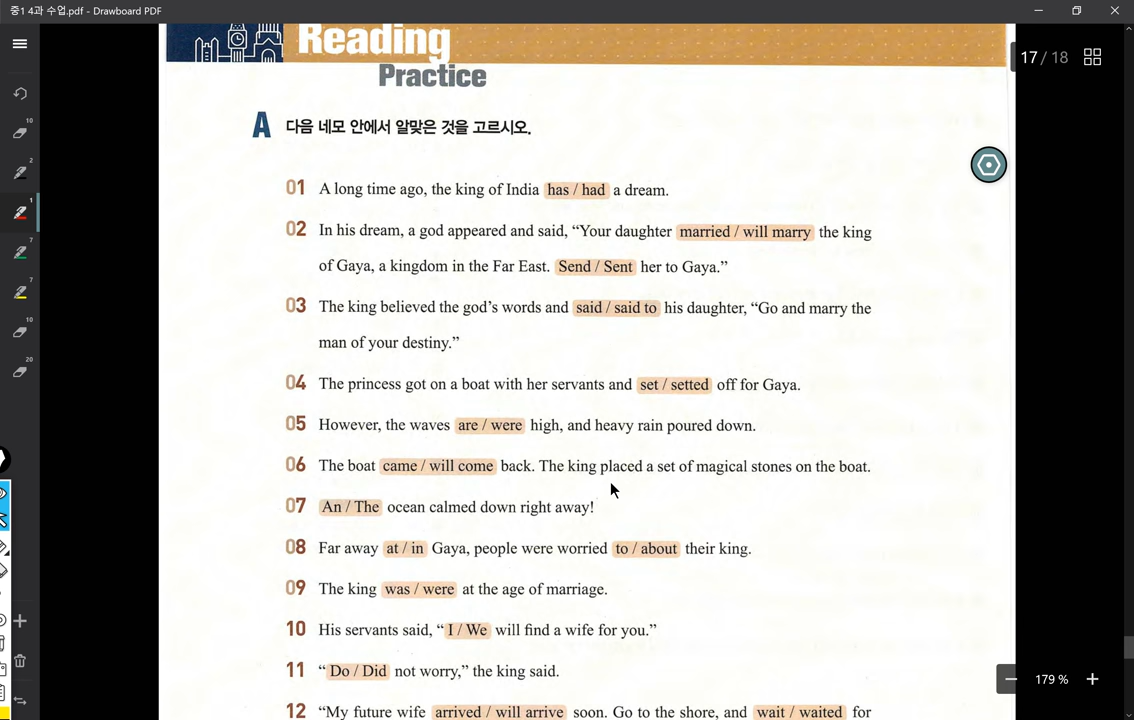 중1 4과 수업.pdf - Drawboard PDF
Reading
Practice
17 / 18
A 다음 네모 안에서 알맞은 것을 고르시오.
01 A long time ago, the king of India has / had a dream.
02 In his dream, a god appeared and said, “Your daughter married / will marry the king
of Gaya, a kingdom in the Far East. Send / Sent her to Gaya.”
03 The king believed the god’s words and said / said to his daughter, “Go and marry the
man of your destiny.”
04 The princess got on a boat with her servants and set / setted off for Gaya.
05 However, the waves are / were high, and heavy rain poured down.
06 The boat came / will come back. The king placed a set of magical stones on the boat.
07 An / The ocean calmed down right away!
08 Far away at / in Gaya, people were worried to / about their king.
09 The king was / were at the age of marriage.
10 His servants said, “I / We will find a wife for you.”
11 “Do / Did not worry,” the king said.
12 “My future wife arrived / will arrive soon. Go to the shore, and wait / waited for
10
2
1
7
7
10
20
179 %